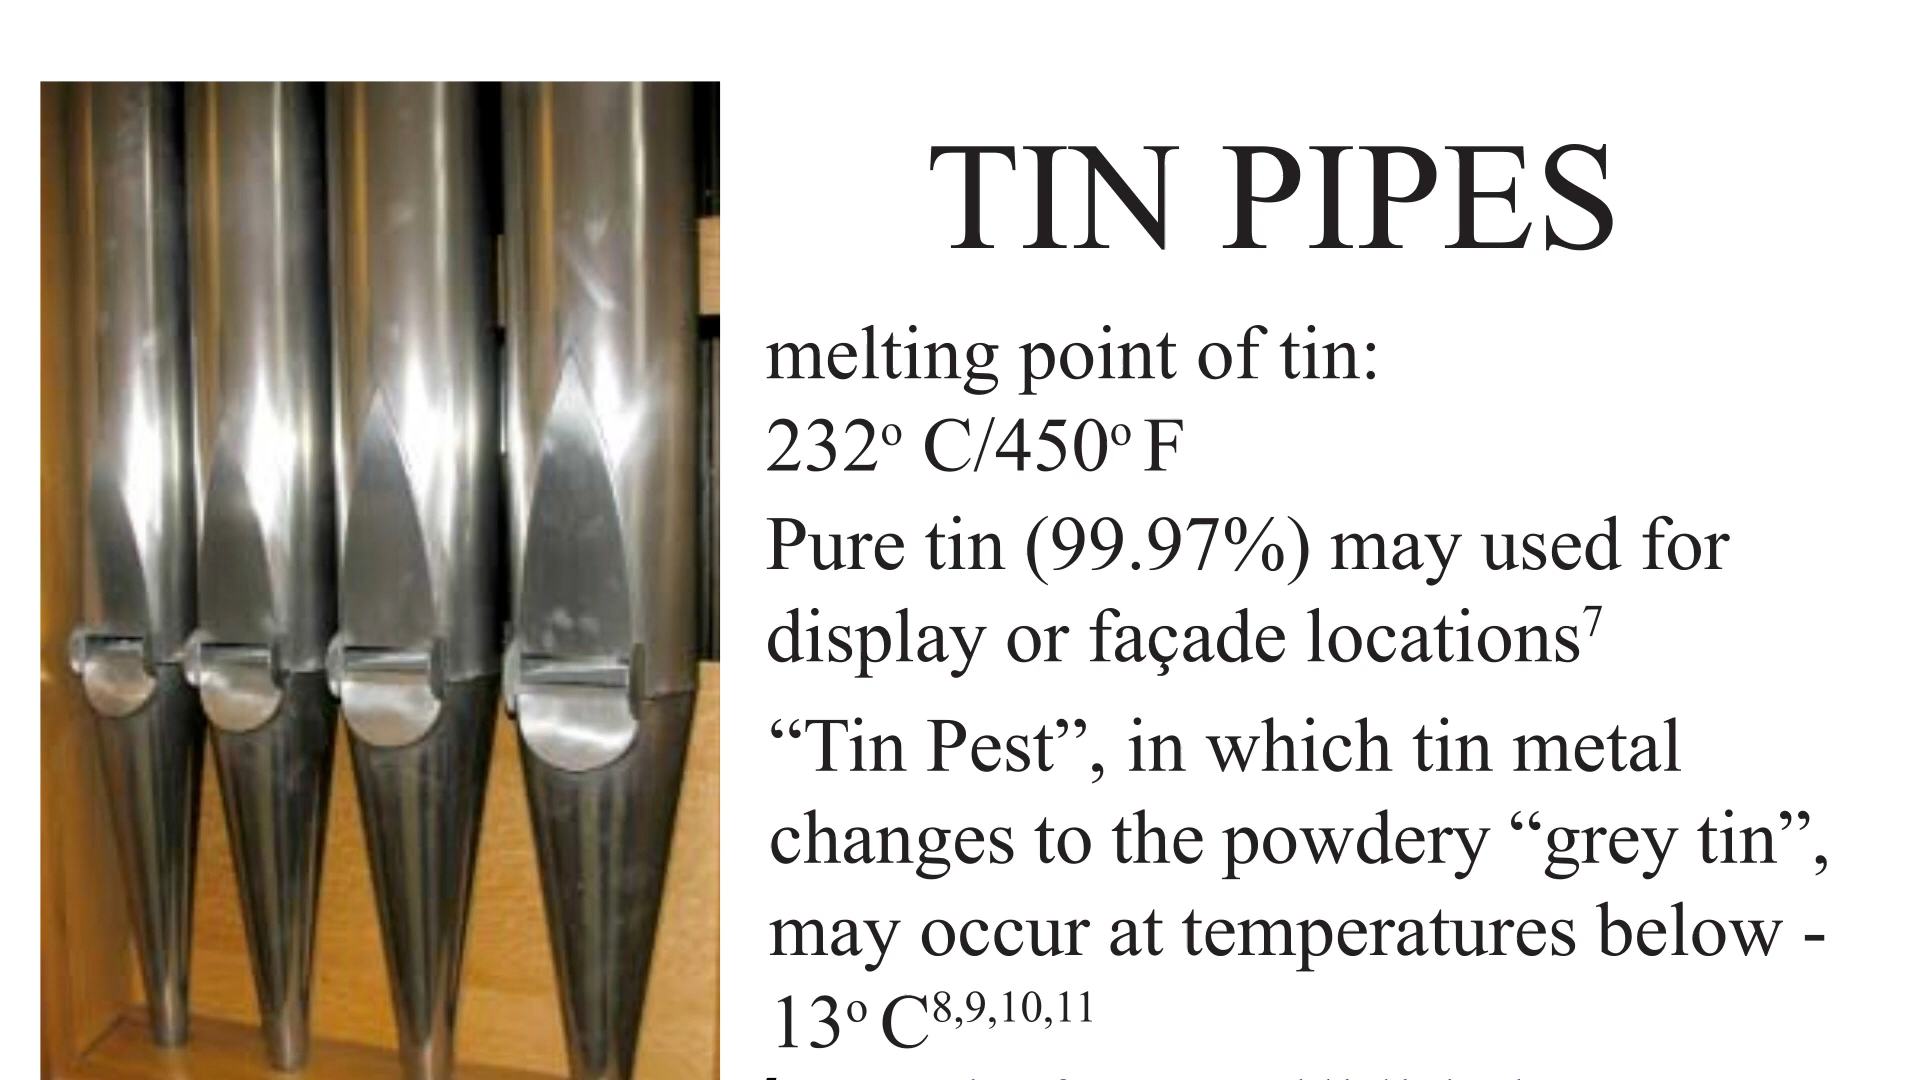 TIN PIPES
melting point of tin:
232º C/450º F
Pure tin (99.97%) may used for
display or façade locations⁷
“Tin Pest”, in which tin metal
changes to the powdery “grey tin”,
may occur at temperatures below -
13º C⁸,⁹,¹⁰,¹¹